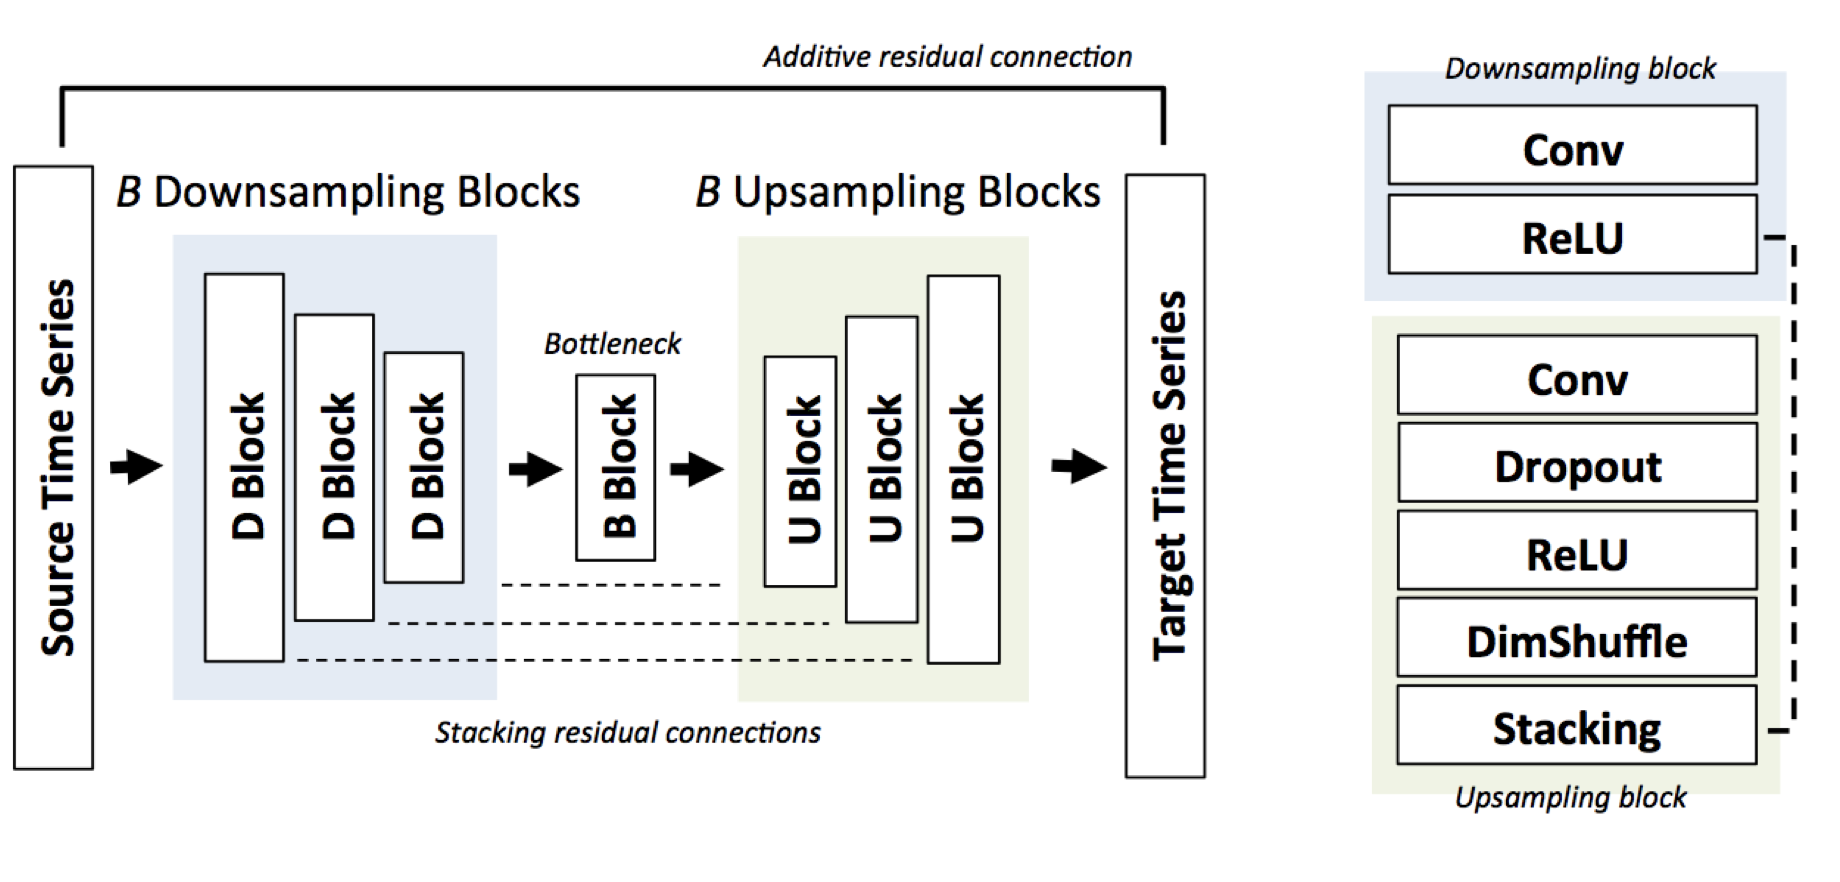 Additive residual connection
B Downsampling Blocks
B Upsampling Blocks
Source Time Series
D Block
D Block
D Block
Bottleneck
B Block
U Block
U Block
U Block
Target Time Series
Stacking residual connections
Downsampling block
Conv
ReLU
Conv
Dropout
ReLU
DimShuffle
Stacking
Upsampling block